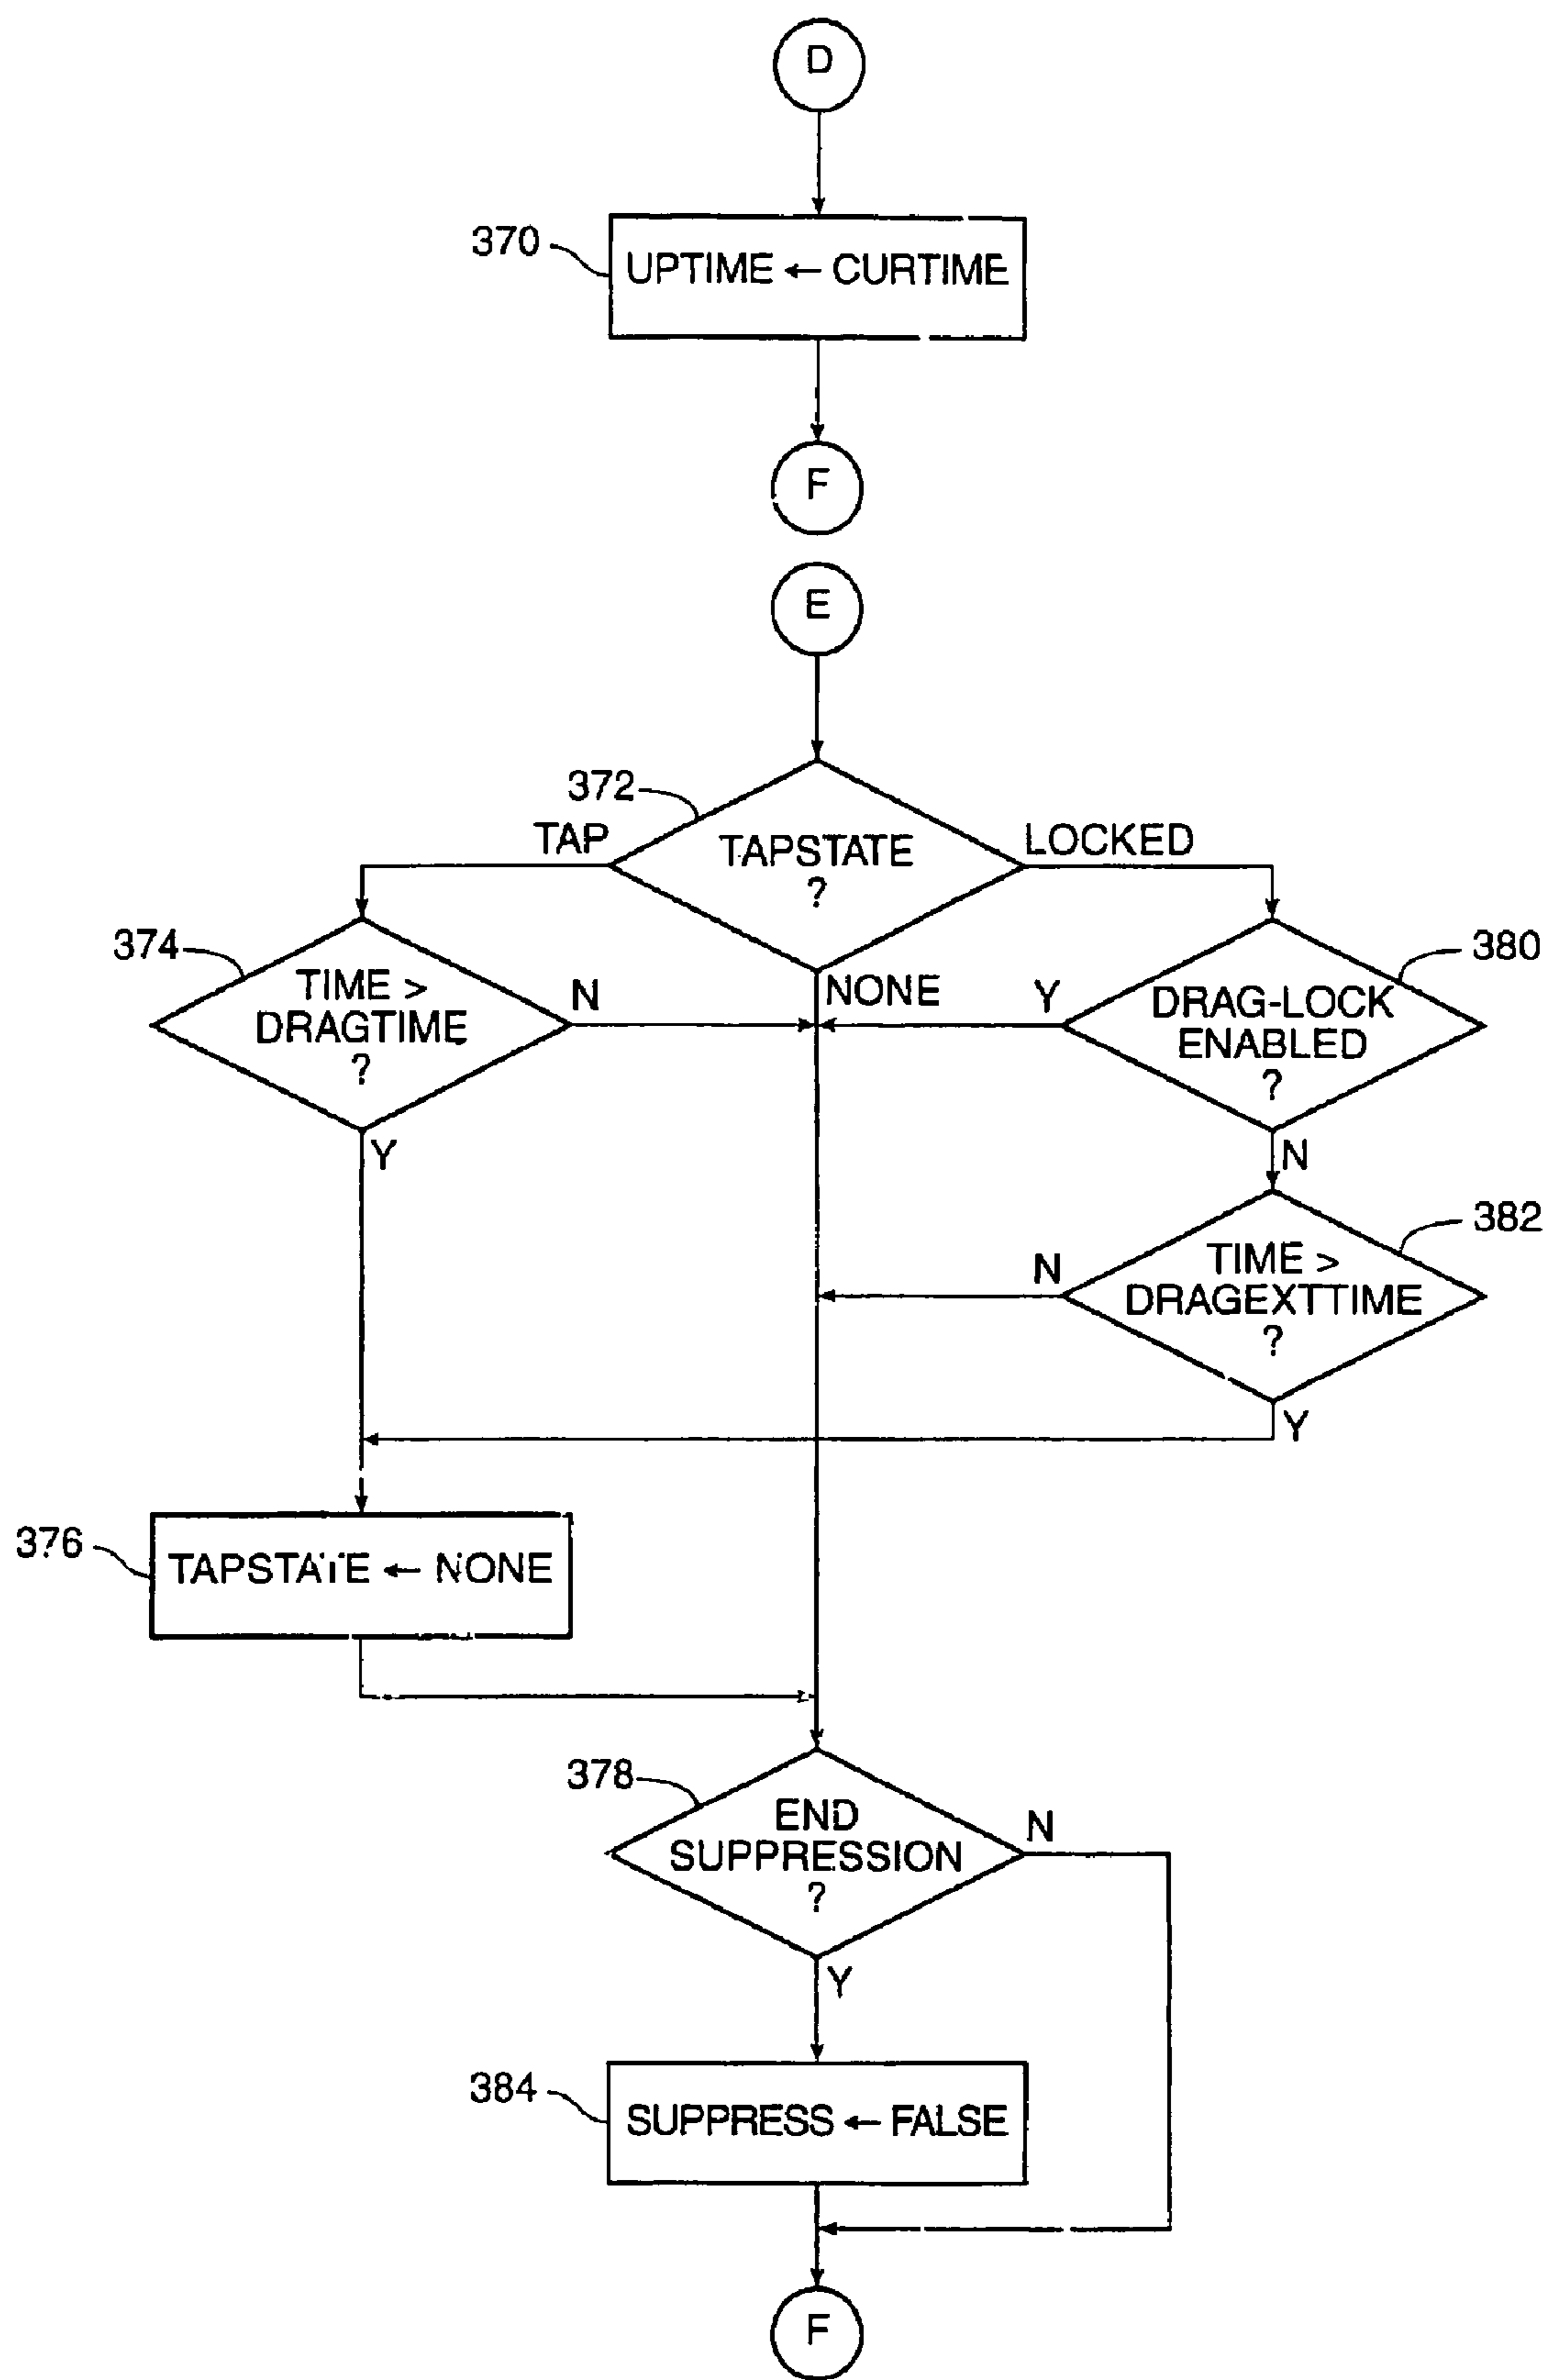 D
370
UPTIME ← CURTIME
F
E
372
TAP
TAPSTATE
?
LOCKED
374
TIME >
DRAGTIME
?
N
NONE
Y
380
DRAG-LOCK
ENABLED
?
Y
N
382
N
TIME >
DRAGEXTTIME
?
Y
376
TAPSTATE ← NONE
378
END
SUPPRESSION
?
N
Y
384
SUPPRESS ← FALSE
F